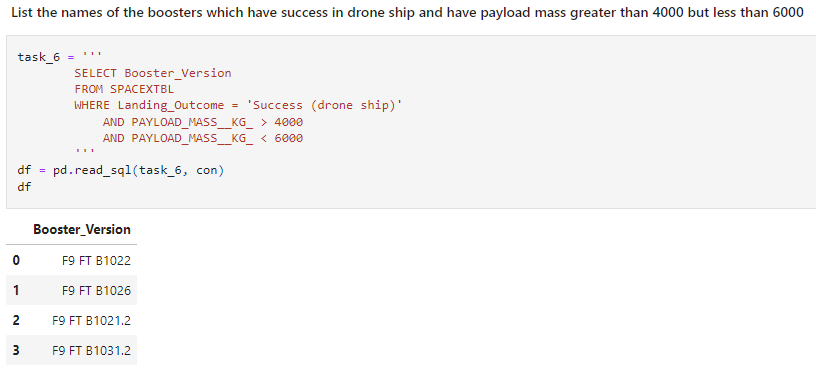 List the names of the boosters which have success in drone ship and have payload mass greater than 4000 but less than 6000
task_6 = '''
SELECT Booster_Version
FROM SPACEXTBL
WHERE Landing_Outcome = 'Success (drone ship)'
AND PAYLOAD_MASS__KG_ > 4000
AND PAYLOAD_MASS__KG_ < 6000
'''
df = pd.read_sql(task_6, con)
df
Booster_Version
0 F9 FT B1022
1 F9 FT B1026
2 F9 FT B1021.2
3 F9 FT B1031.2